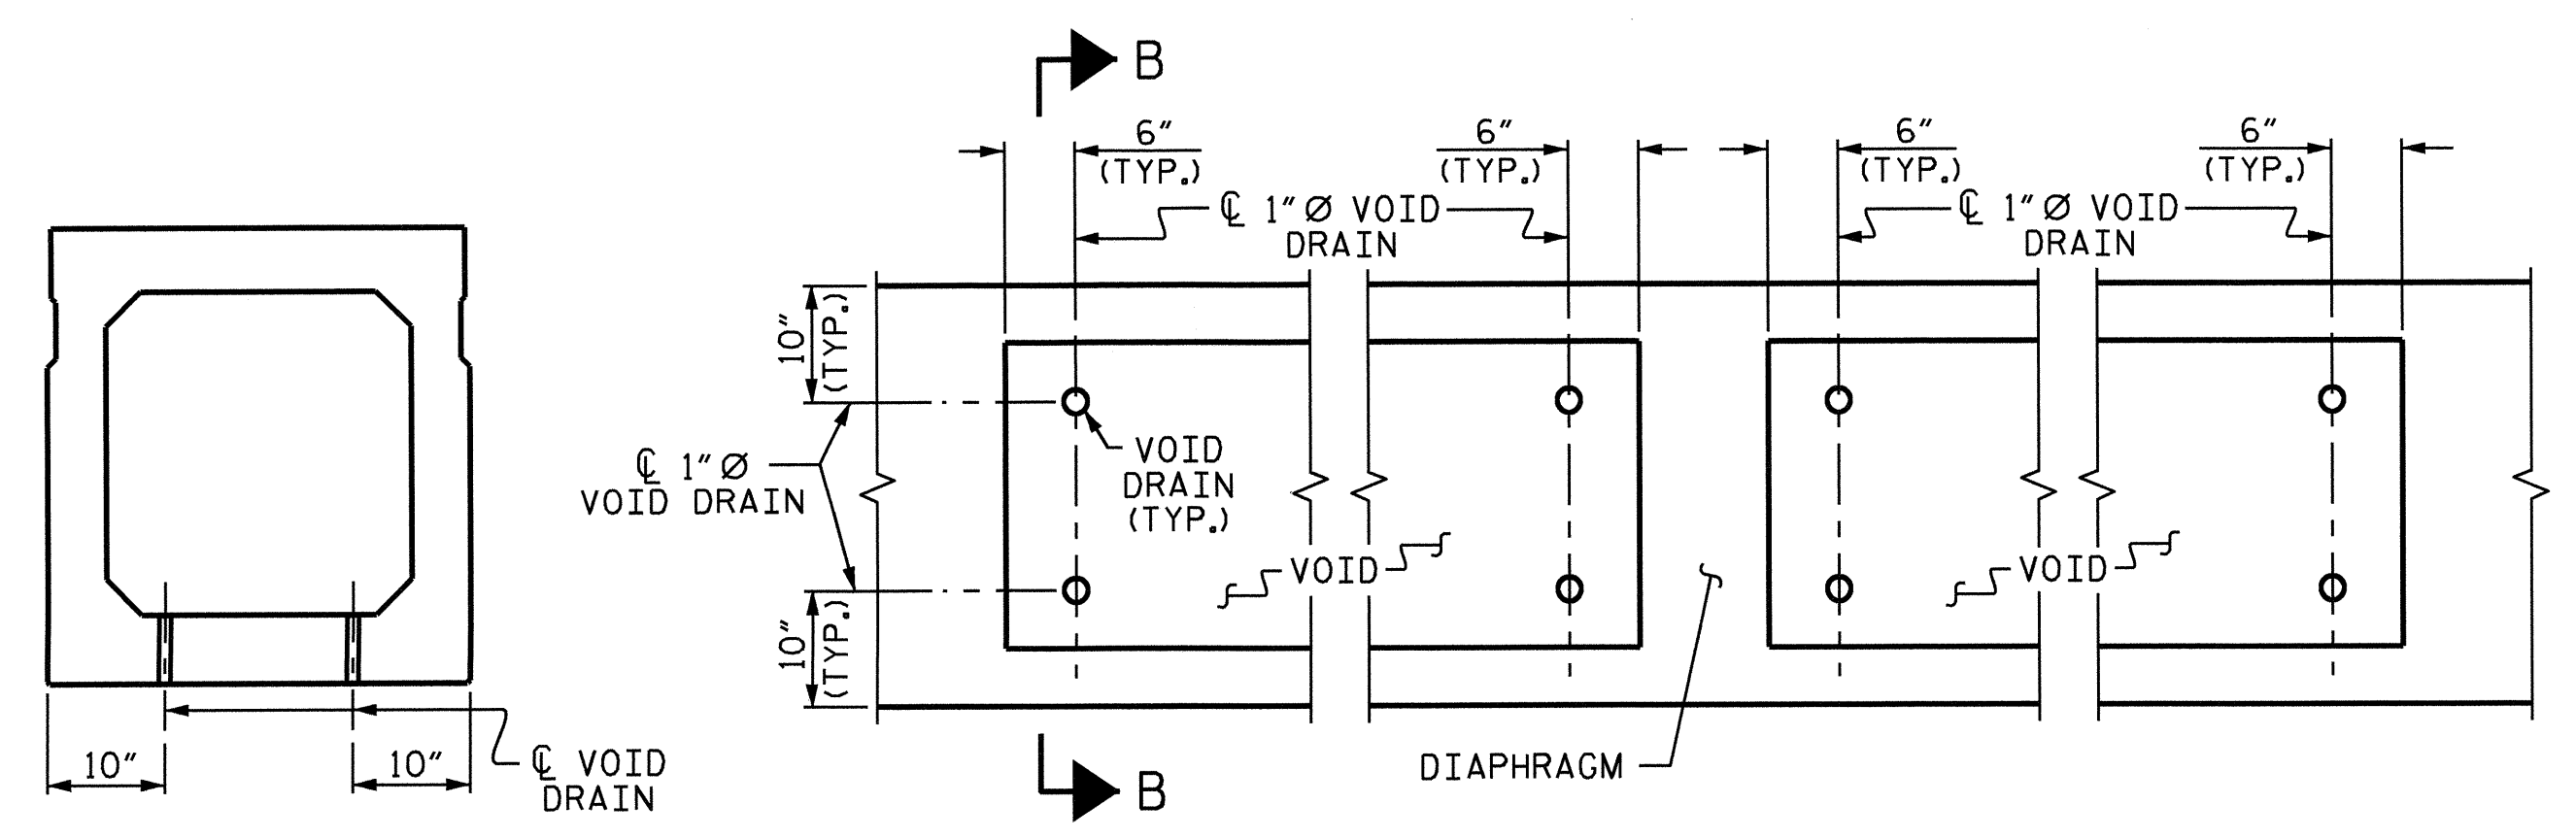 B
6" 6" 6" 6"
(TYP.) (TYP.) (TYP.) (TYP.)
℄ 1" Ø VOID
DRAIN
℄ 1" Ø VOID
DRAIN
10"
(TYP.)
℄ 1" Ø
VOID DRAIN
VOID
DRAIN
(TYP.)
VOID
VOID
10"
(TYP.)
10" 10"
℄ VOID
DRAIN
DIAPHRAGM
B